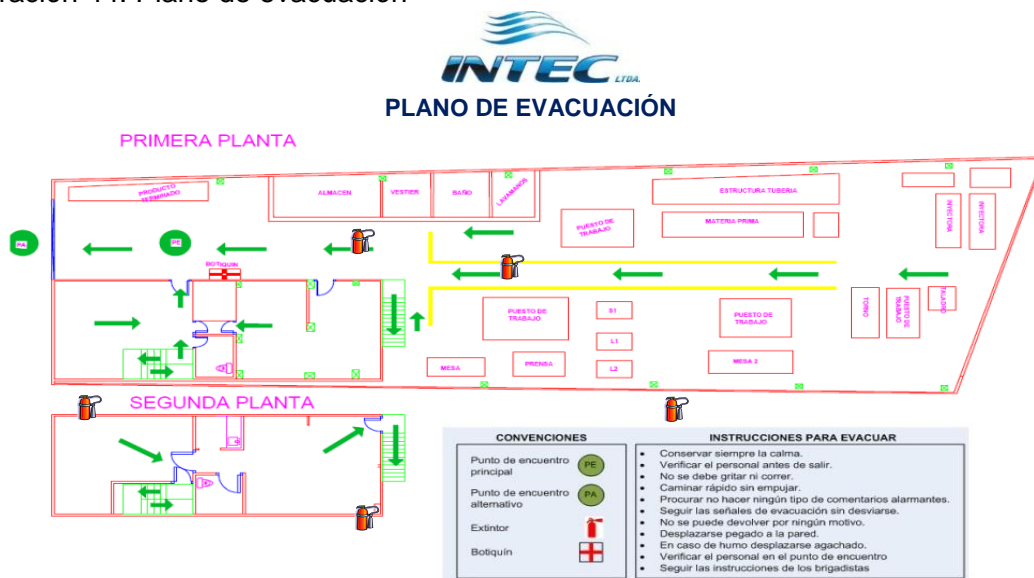 ración 44. Plano de evacuación
INTEC LTDA.
PLANO DE EVACUACIÓN
PRIMERA PLANTA
PRODUCTO
TERMINADO
ALMACEN
VESTIER
BAÑO
LAVAMANOS
ESTRUCTURA TUBERIA
PUESTO DE
TRABAJO
MATERIA PRIMA
INYECTORA
INYECTORA
PA
PE
BOTIQUIN
PUESTO DE
TRABAJO
S1
L1
L2
PUESTO DE
TRABAJO
TORNO
PUESTO DE
TRABAJO
TALADRO
MESA
PRENSA
MESA 2
SEGUNDA PLANTA
CONVENCIONES
Punto de encuentro
principal
PE
Punto de encuentro
alternativo
PA
Extintor
Botiquín
INSTRUCCIONES PARA EVACUAR
• Conservar siempre la calma.
• Verificar el personal antes de salir.
• No se debe gritar ni correr.
• Caminar rápido sin empujar.
• Procurar no hacer ningún tipo de comentarios alarmantes.
• Seguir las señales de evacuación sin desviarse.
• No se puede devolver por ningún motivo.
• Desplazarse pegado a la pared.
• En caso de humo desplazarse agachado.
• Verificar el personal en el punto de encuentro
• Seguir las instrucciones de los brigadistas